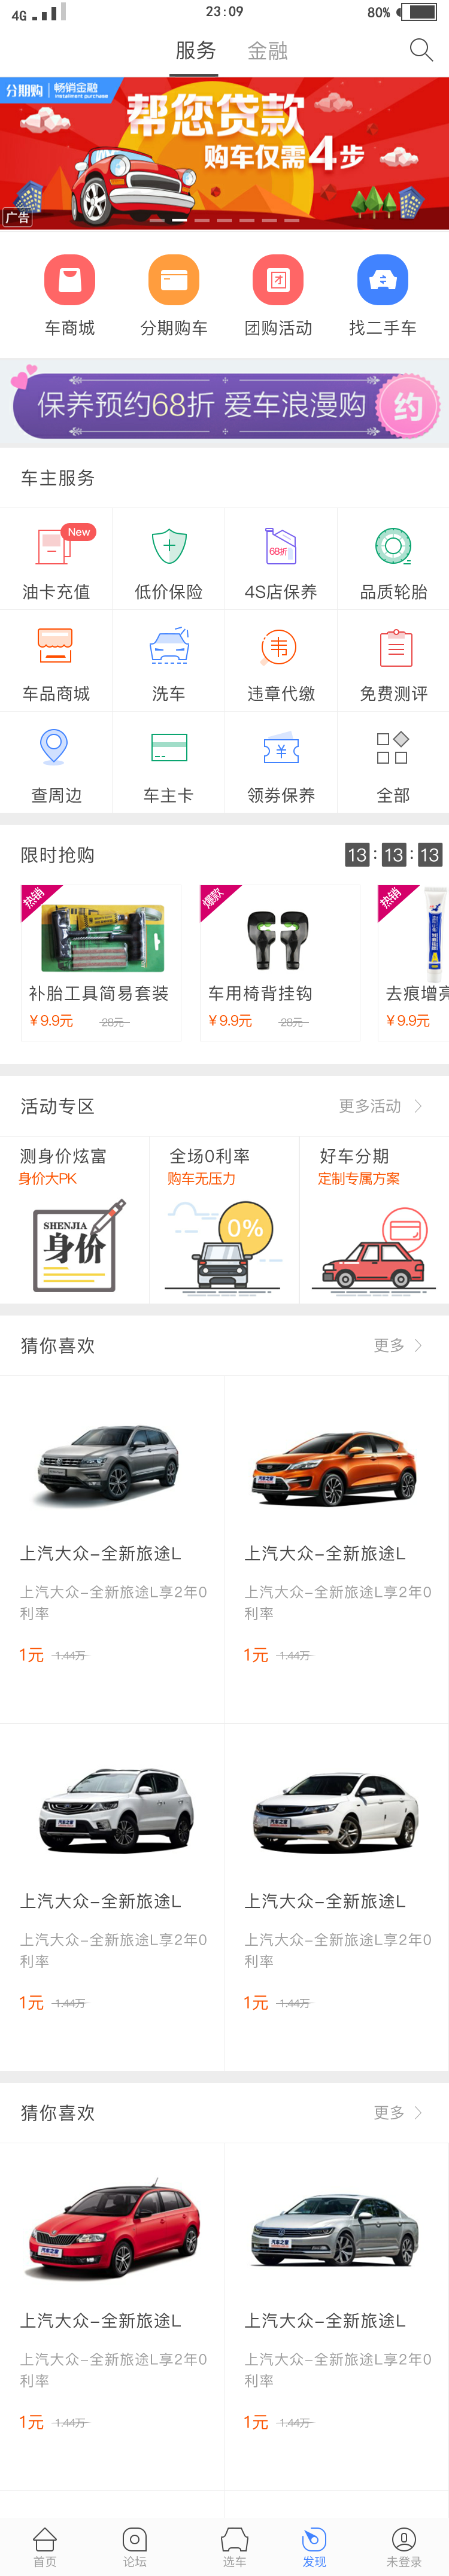 4G
23:09
80%
服务 金融
分期购 畅销金融
Installment purchase
帮您贷款
购车仅需4步
广告
车商城 分期购车 团购活动 找二手车
保养预约68折 爱车浪漫购 约
车主服务
New
68折
油卡充值 低价保险 4S店保养 品质轮胎
车品商城 洗车 违章代缴 免费测评
查周边 车主卡 领券保养 全部
限时抢购 13:13:13
热销 爆款 热销
补胎工具简易套装 车用椅背挂钩 去痕增亮
¥9.9元 28元 ¥9.9元 28元 ¥9.9元
活动专区 更多活动
测身价炫富 全场0利率 好车分期
身价大PK 购车无压力 定制专属方案
SHENJIA
身价
0%
猜你喜欢 更多
上汽大众-全新旅途L 上汽大众-全新旅途L
上汽大众-全新旅途L享2年0 上汽大众-全新旅途L享2年0
利率 利率
1元 1.44万 1元 1.44万
上汽大众-全新旅途L 上汽大众-全新旅途L
上汽大众-全新旅途L享2年0 上汽大众-全新旅途L享2年0
利率 利率
1元 1.44万 1元 1.44万
猜你喜欢 更多
上汽大众-全新旅途L 上汽大众-全新旅途L
上汽大众-全新旅途L享2年0 上汽大众-全新旅途L享2年0
利率 利率
1元 1.44万 1元 1.44万
首页 论坛 选车 发现 未登录